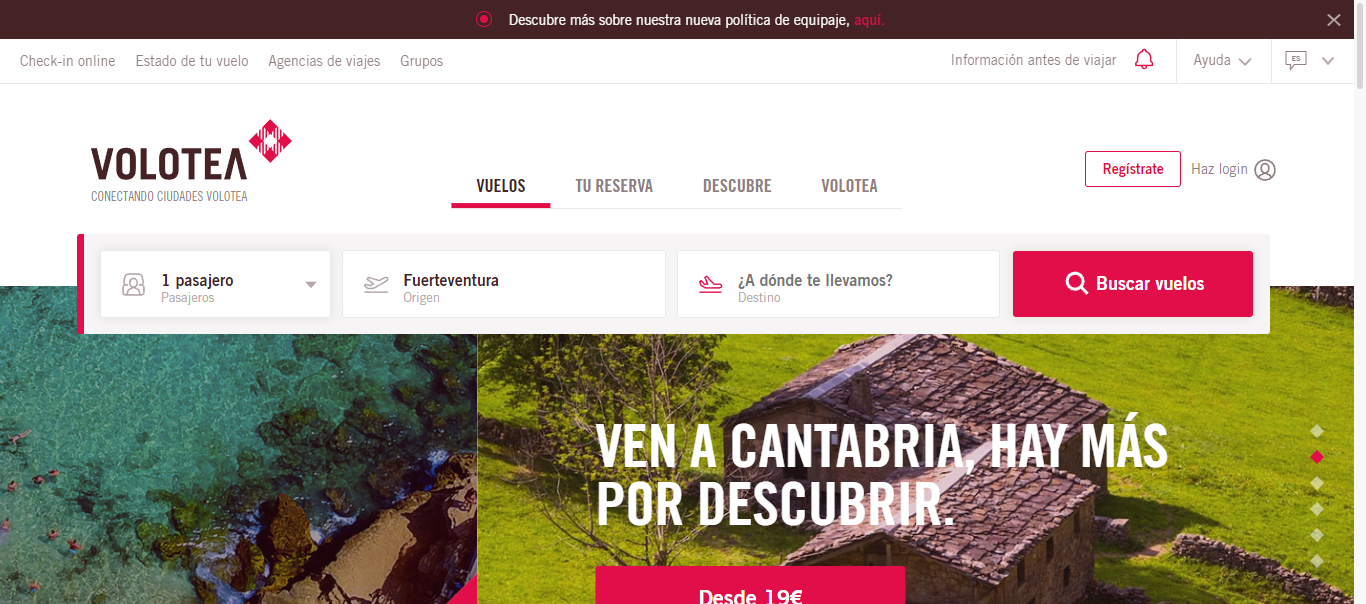 Descubre más sobre nuestra nueva política de equipaje, aquí.
Check-in online Estado de tu vuelo Agencias de viajes Grupos Información antes de viajar Ayuda ES
VOLOTEA
CONECTANDO CIUDADES VOLOTEA
VUELOS TU RESERVA DESCUBRE VOLOTEA
Regístrate Haz login
1 pasajero
Pasajeros
Fuerteventura
Origen
¿A dónde te llevamos?
Destino
Buscar vuelos
VEN A CANTABRIA, HAY MÁS
POR DESCUBRIR.
Desde 19€